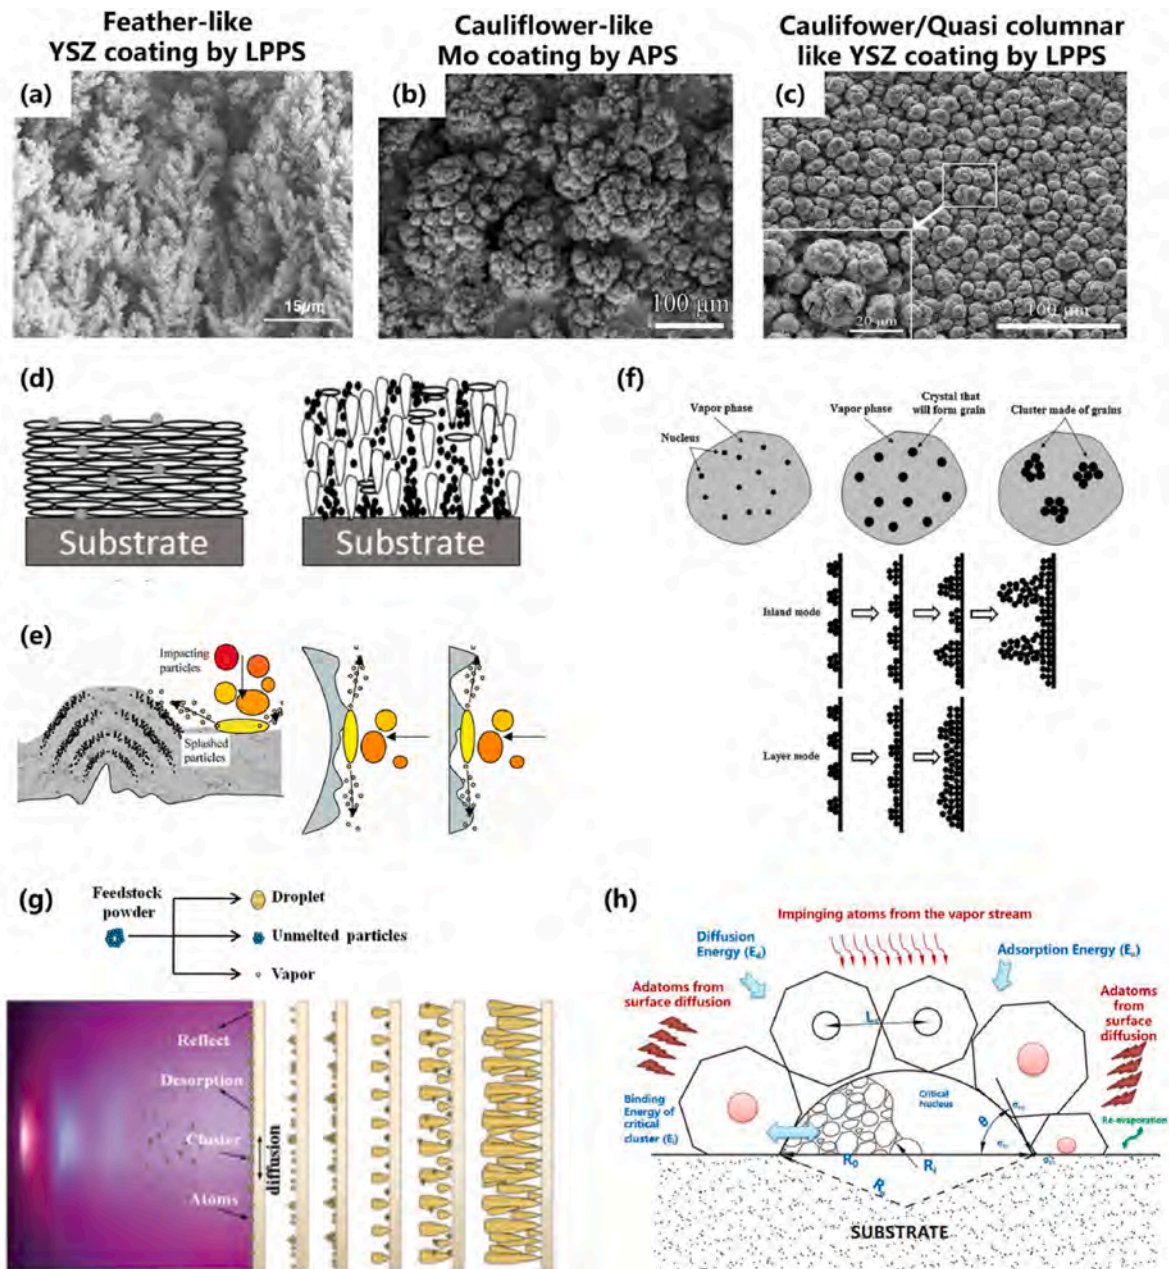 Feather-like
YSZ coating by LPPS
Cauliflower-like
Mo coating by APS
Caulifower/Quasi columnar
like YSZ coating by LPPS
(a)
15μm
(b)
100 μm
(c)
20 μm
100 μm
(d)
Substrate
Substrate
(e)
Impacting
particles
Splashed
particles
(f)
Vapor phase
Nucleus
Vapor phase
Crystal that
will form grain
Cluster made of grains
Island mode
Layer mode
(g)
Feedstock
powder
Droplet
Unmelted particles
Vapor
Reflect
Desorption
Cluster
Atoms
diffusion
(h)
Impinging atoms from the vapor stream
Diffusion
Energy (Ed)
Adsorption Energy (Ea)
Adatoms from
surface diffusion
Adatoms
from
surface
diffusion
Binding
Energy of
critical
cluster (Ei)
Critical
Nucleus
θ
Re-evaporation
R0
Ri
SUBSTRATE